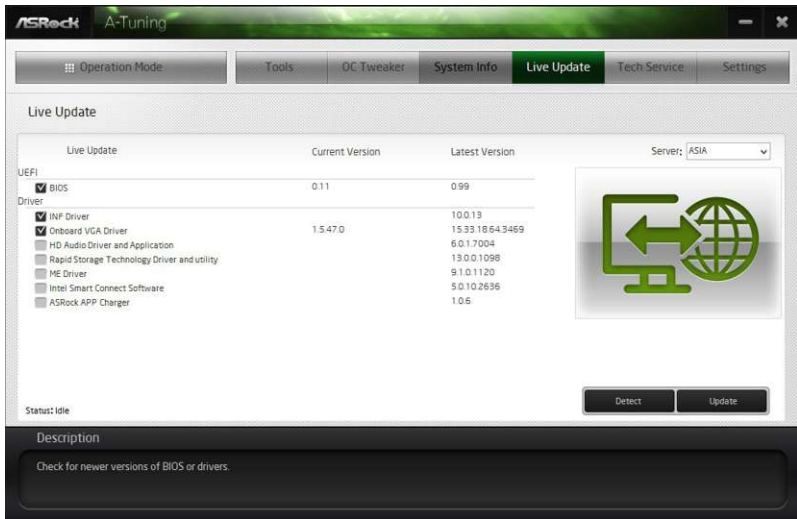 ASRock A-Tuning
Operation Mode Tools OC Tweaker System Info Live Update Tech Service Settings
Live Update
Live Update Current Version Latest Version Server: ASIA
UEFI
BIOS 0.11 0.99
Driver
INF Driver 10.0.13
Onboard VGA Driver 1.5.47.0 15.33.18.64.3469
HD Audio Driver and Application 6.0.1.7004
Rapid Storage Technology Driver and utility 13.0.0.1098
ME Driver 9.1.0.1120
Intel Smart Connect Software 5.0.10.2636
ASRock APP Charger 1.0.6
Detect Update
Status: Idle
Description
Check for newer versions of BIOS or drivers.